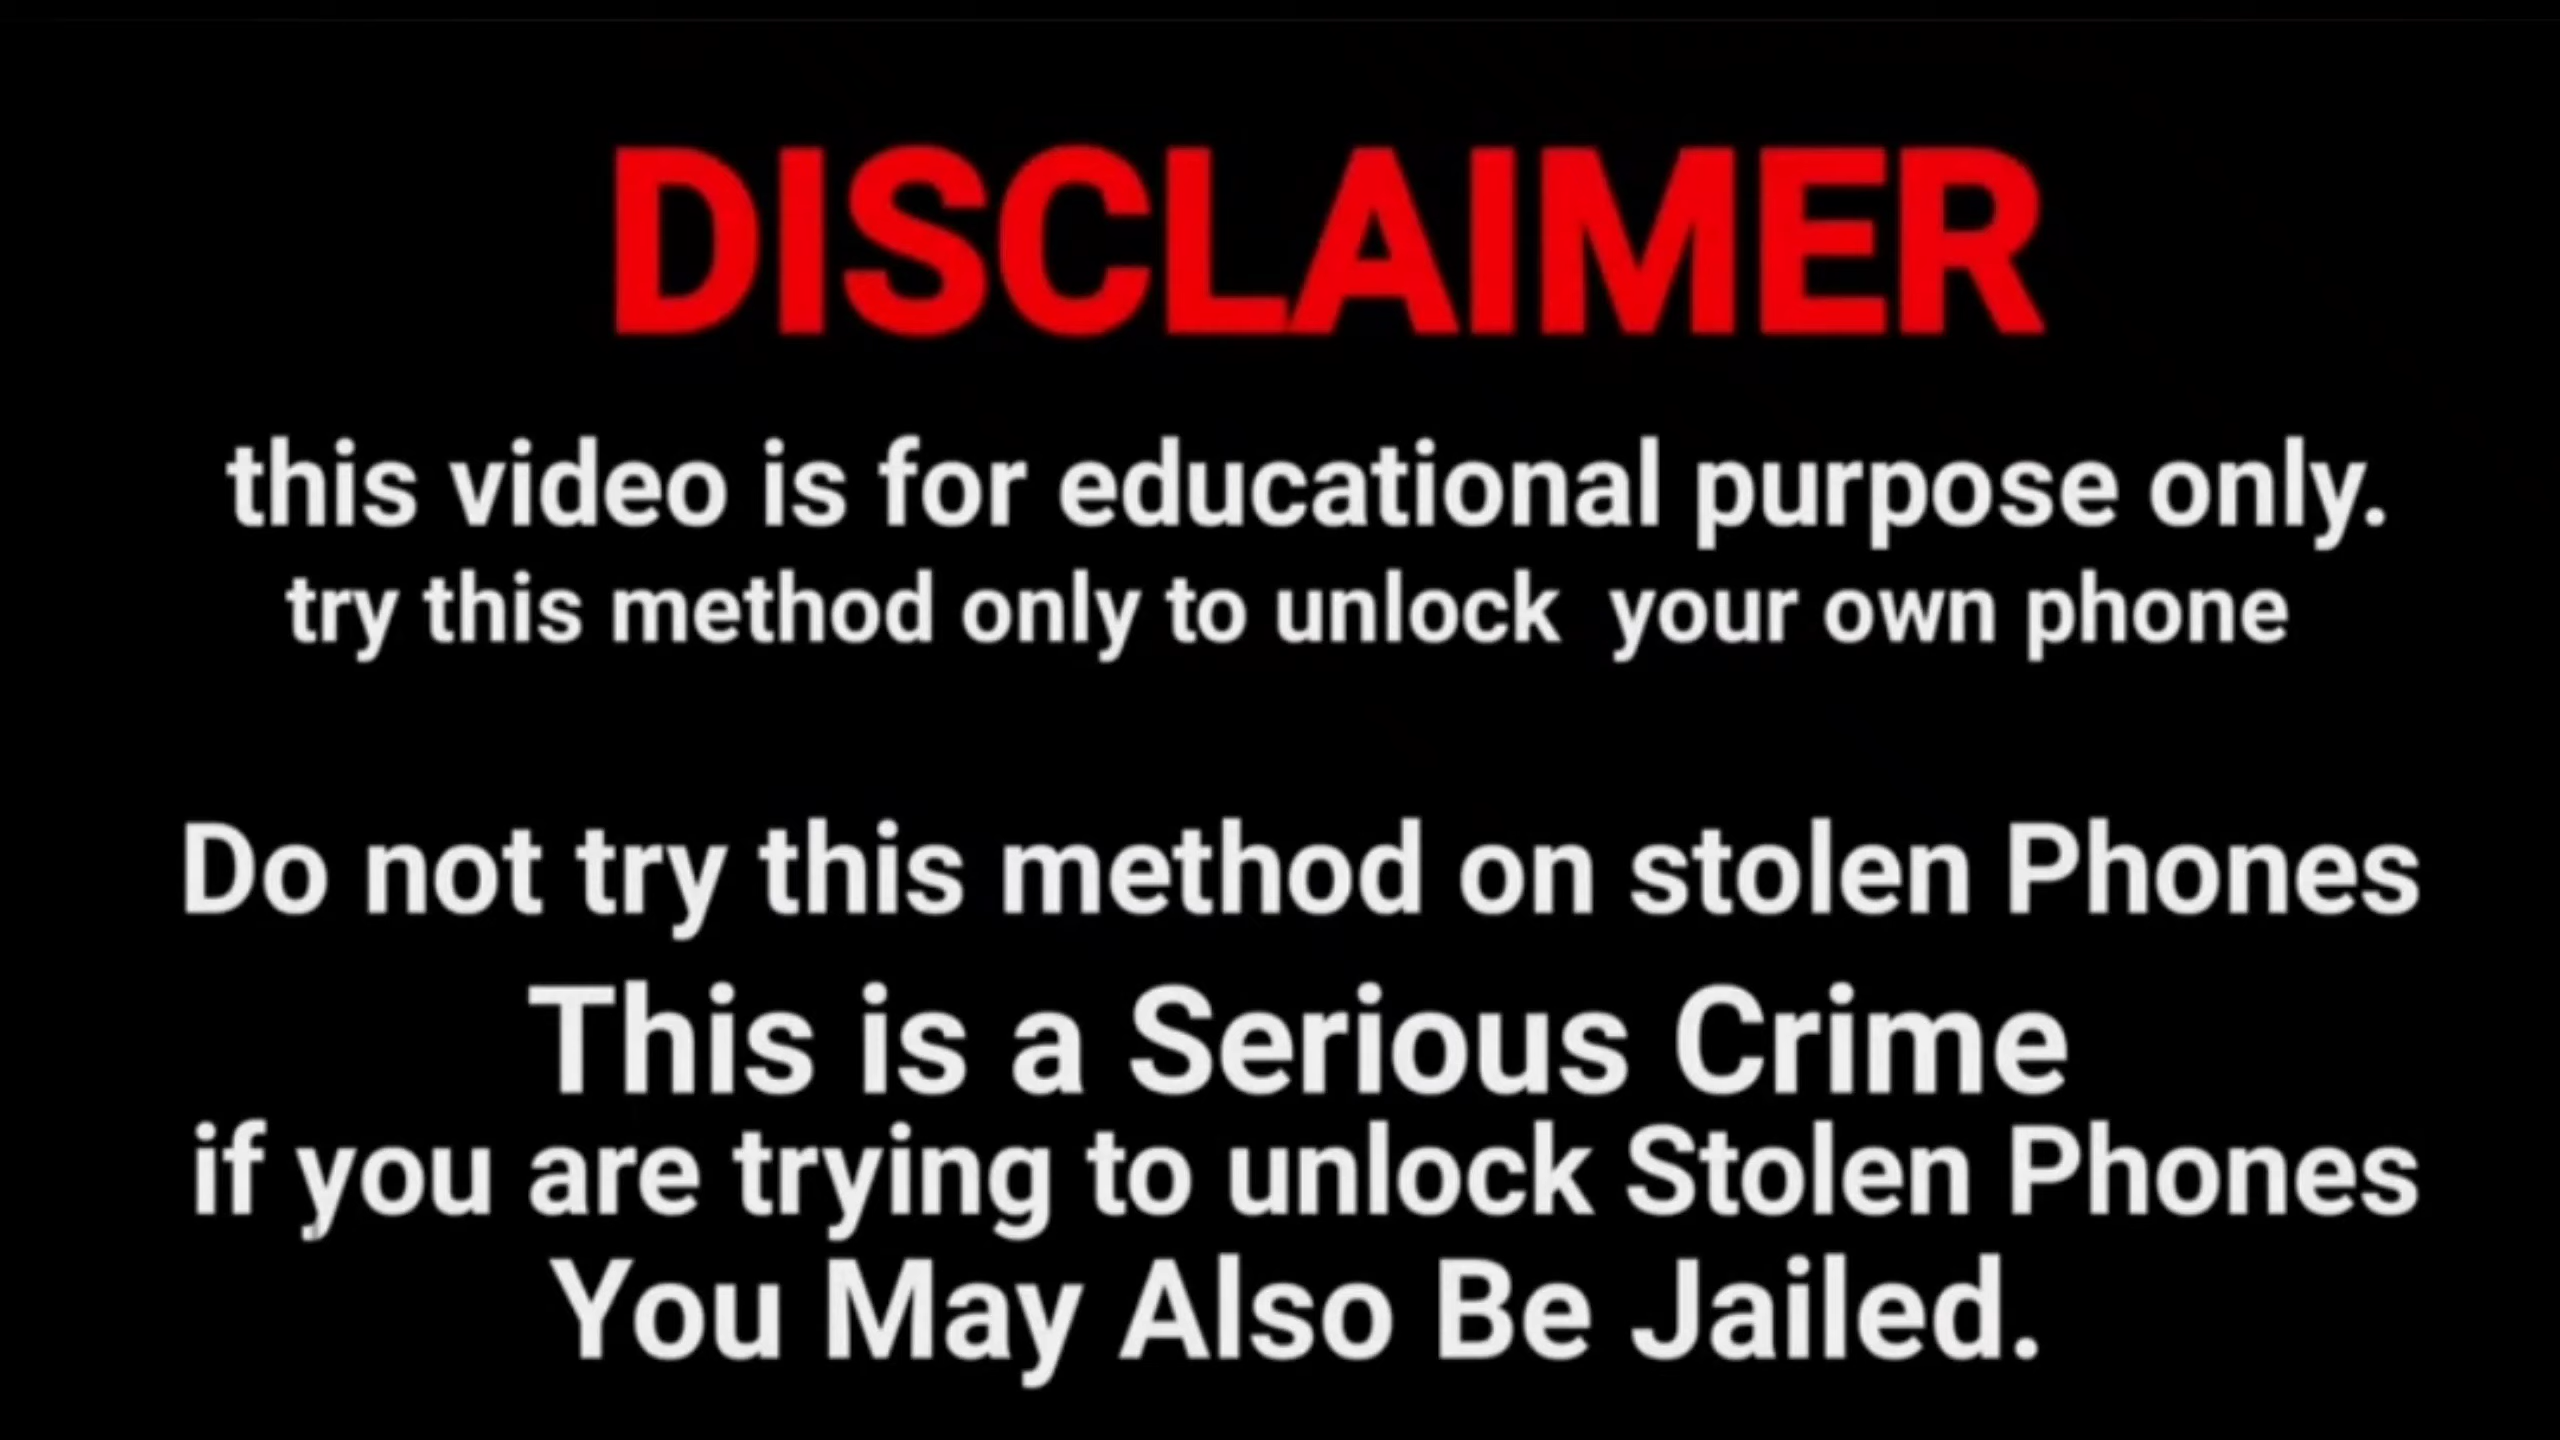 DISCLAIMER
this video is for educational purpose only.
try this method only to unlock your own phone
Do not try this method on stolen Phones
This is a Serious Crime
if you are trying to unlock Stolen Phones
You May Also Be Jailed.